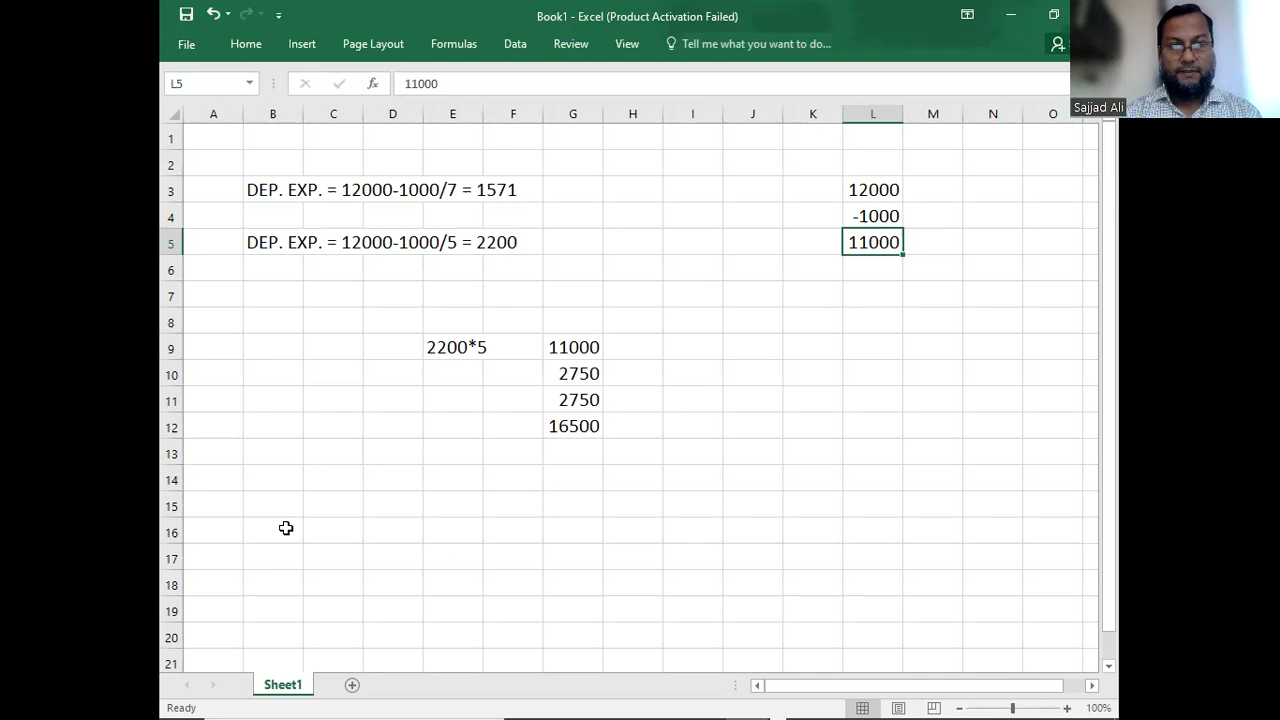 Book1 - Excel (Product Activation Failed)
File Home Insert Page Layout Formulas Data Review View Tell me what you want to do...
L5 fx 11000
Sajjad Ali
A B C D E F G H I J K L M N O
1
2
3 DEP. EXP. = 12000-1000/7 = 1571 12000
4 -1000
5 DEP. EXP. = 12000-1000/5 = 2200 11000
6
7
8
9 2200*5 11000
10 2750
11 2750
12 16500
13
14
15
16
17
18
19
20
21
Sheet1
Ready 100%